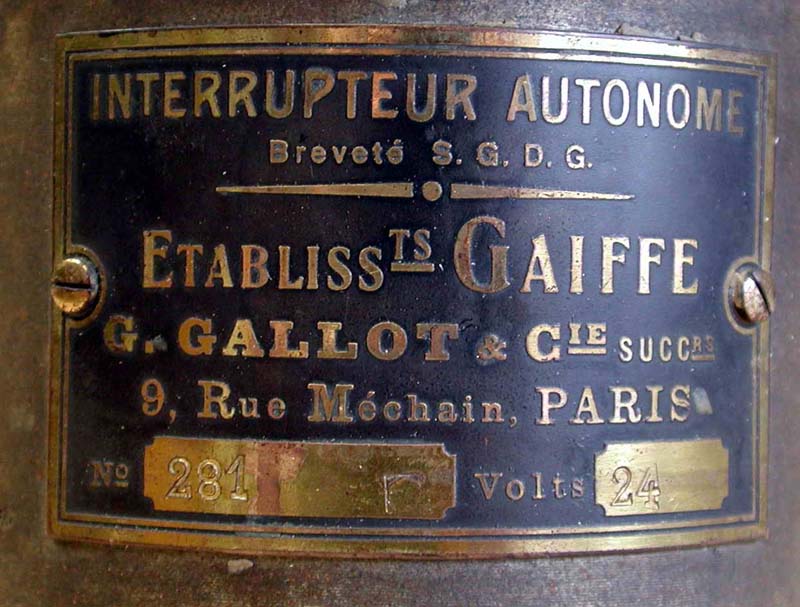 INTERRUPTEUR AUTONOME
Breveté S. G. D. G.
ETABLISSTS GAIFFE
G. GALLOT & CIE SUCCRS
9, Rue Méchain, PARIS
No 281 Volts 24